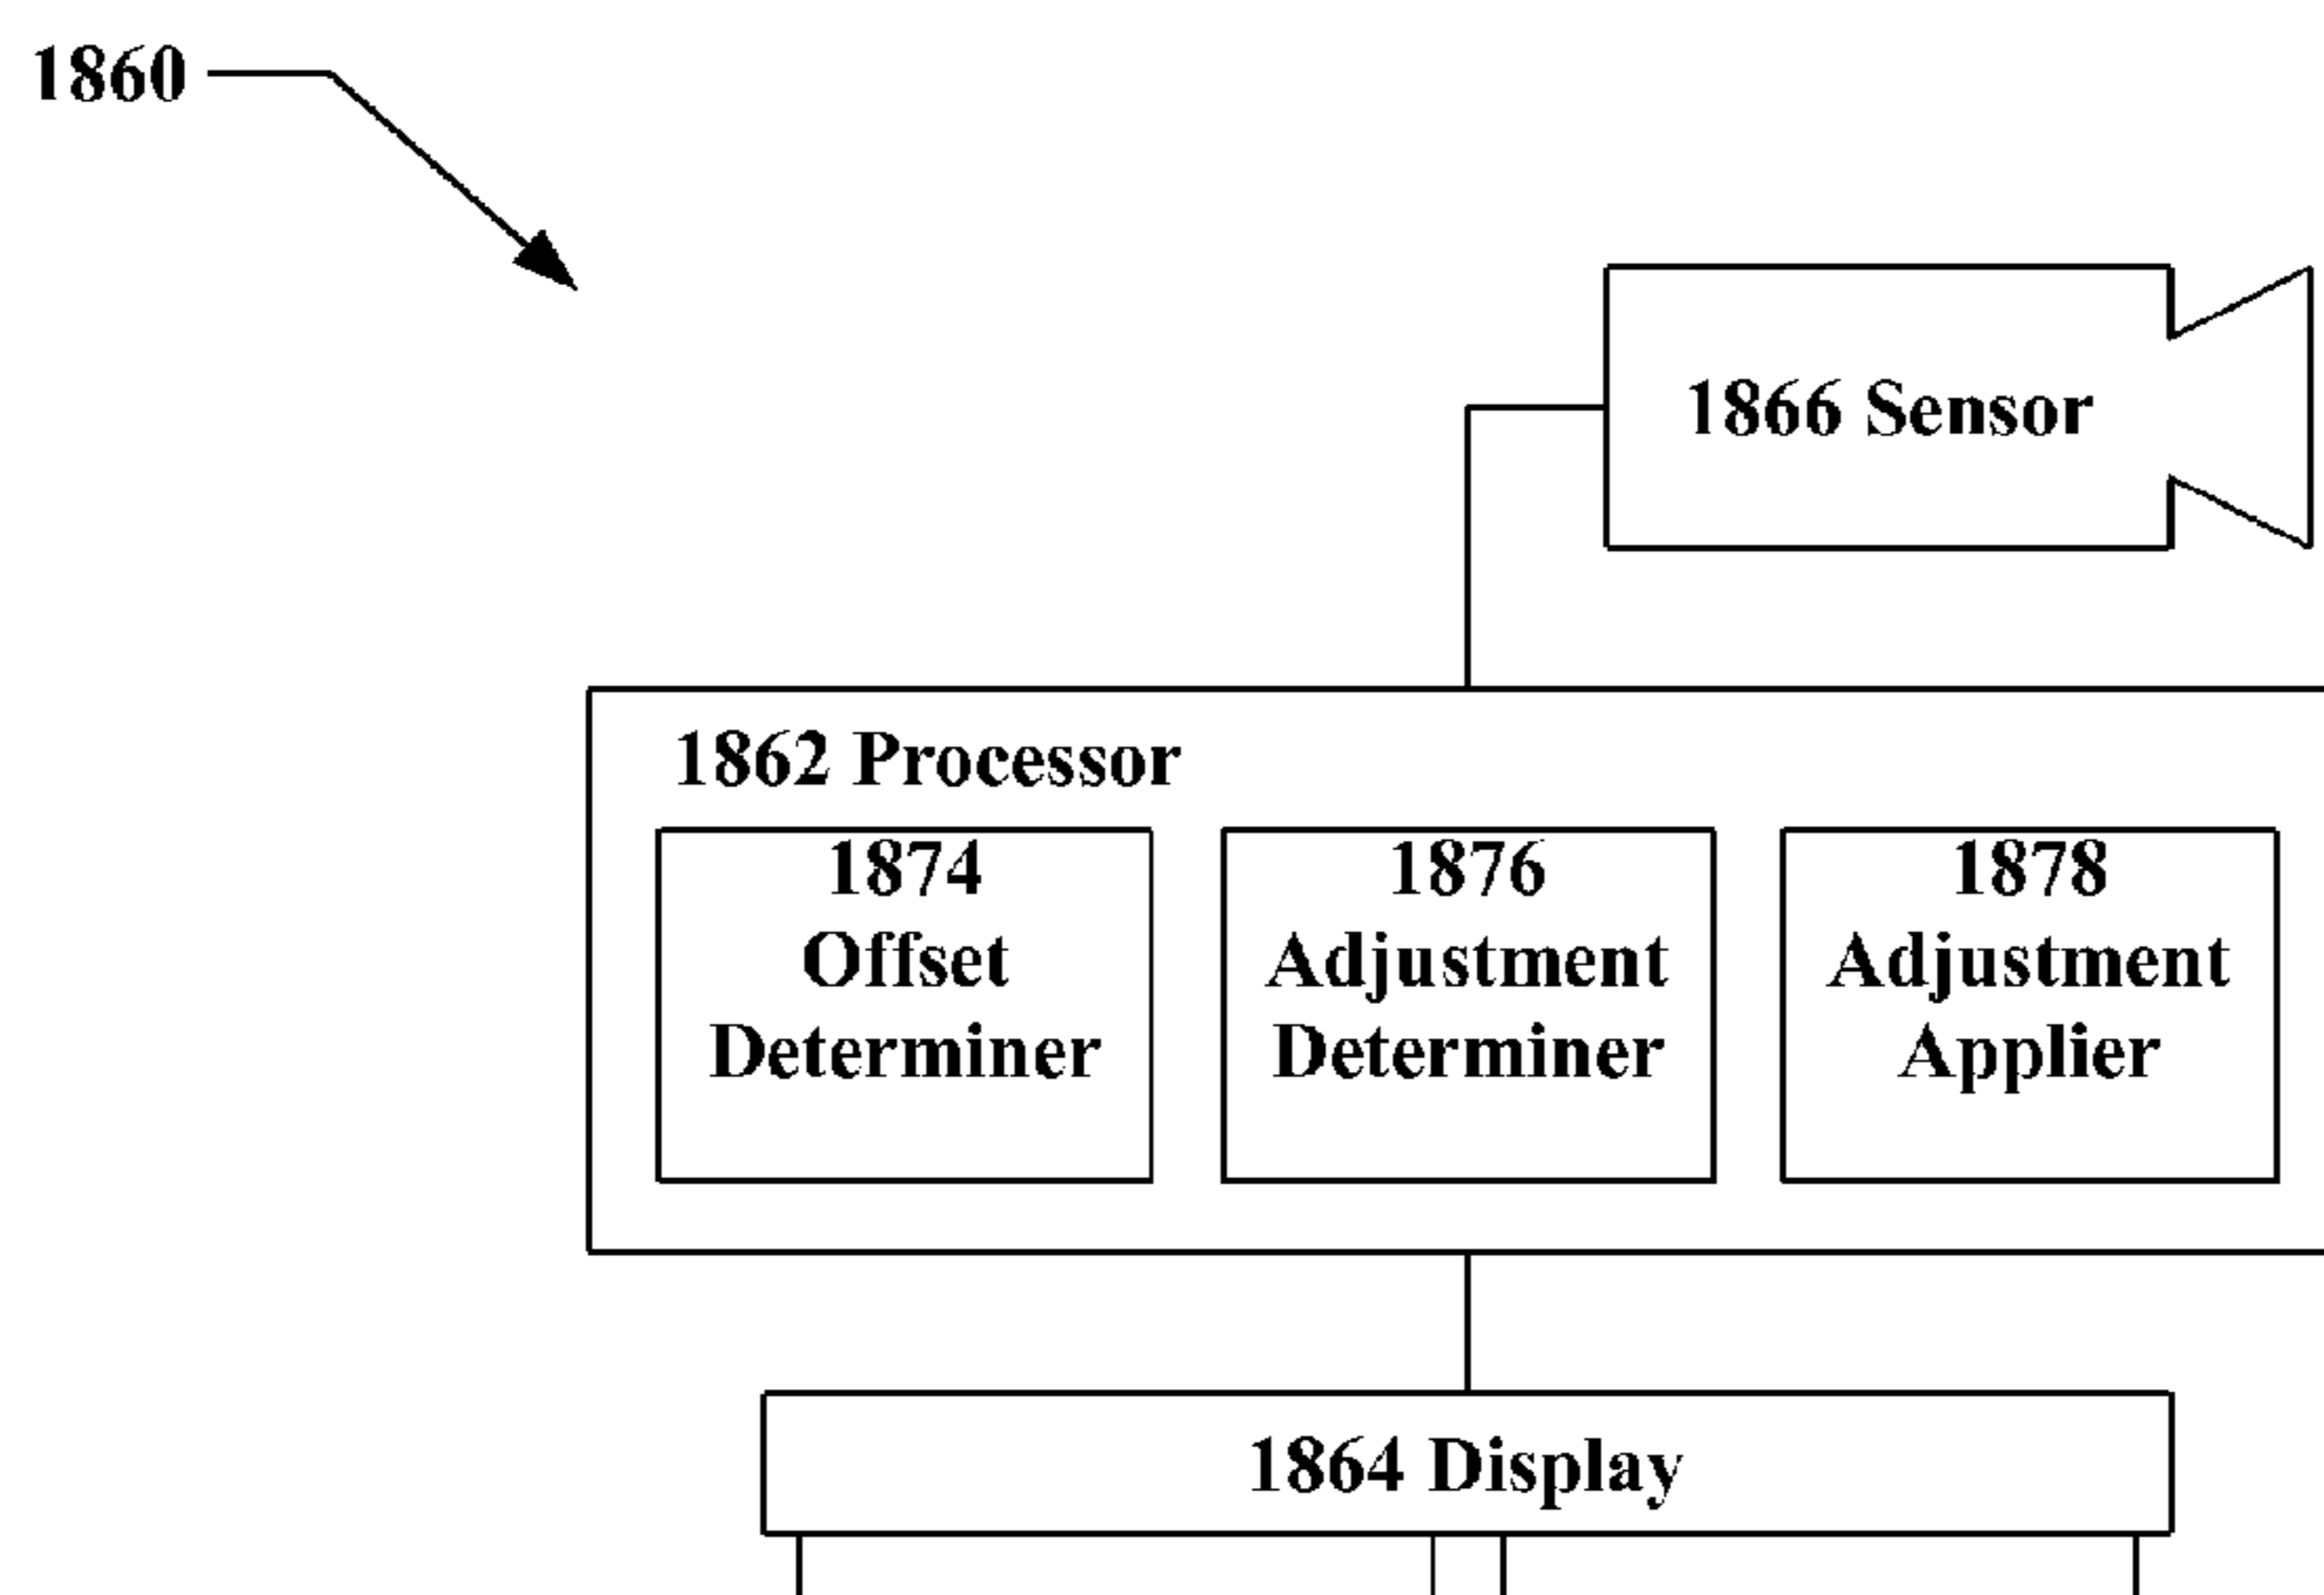 1860
1866 Sensor
1862 Processor
1874
Offset
Determiner
1876
Adjustment
Determiner
1878
Adjustment
Applier
1864 Display